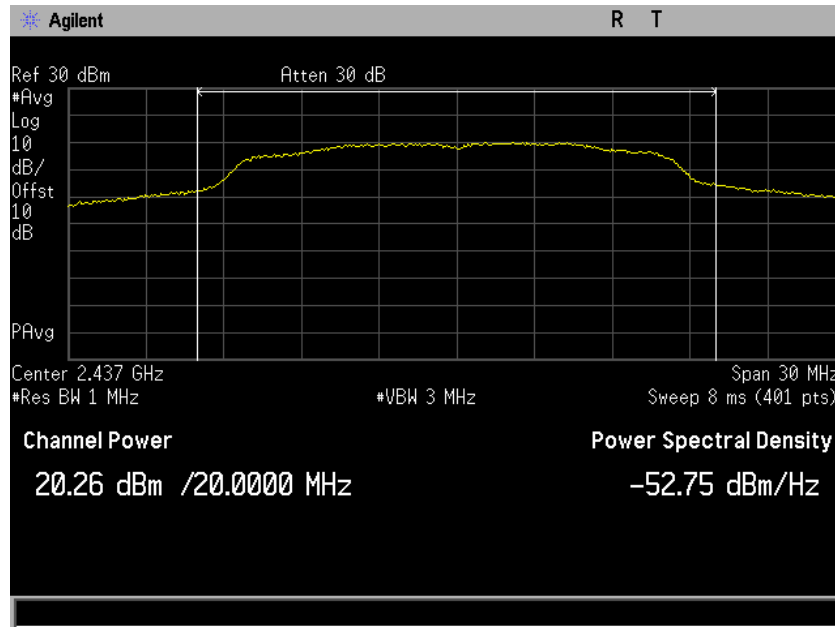 Agilent R T
Ref 30 dBm Atten 30 dB
#Avg
Log
10
dB/
Offst
10
dB
PAvg
Center 2.437 GHz Span 30 MHz
#Res BW 1 MHz #VBW 3 MHz Sweep 8 ms (401 pts)
Channel Power Power Spectral Density
20.26 dBm /20.0000 MHz -52.75 dBm/Hz